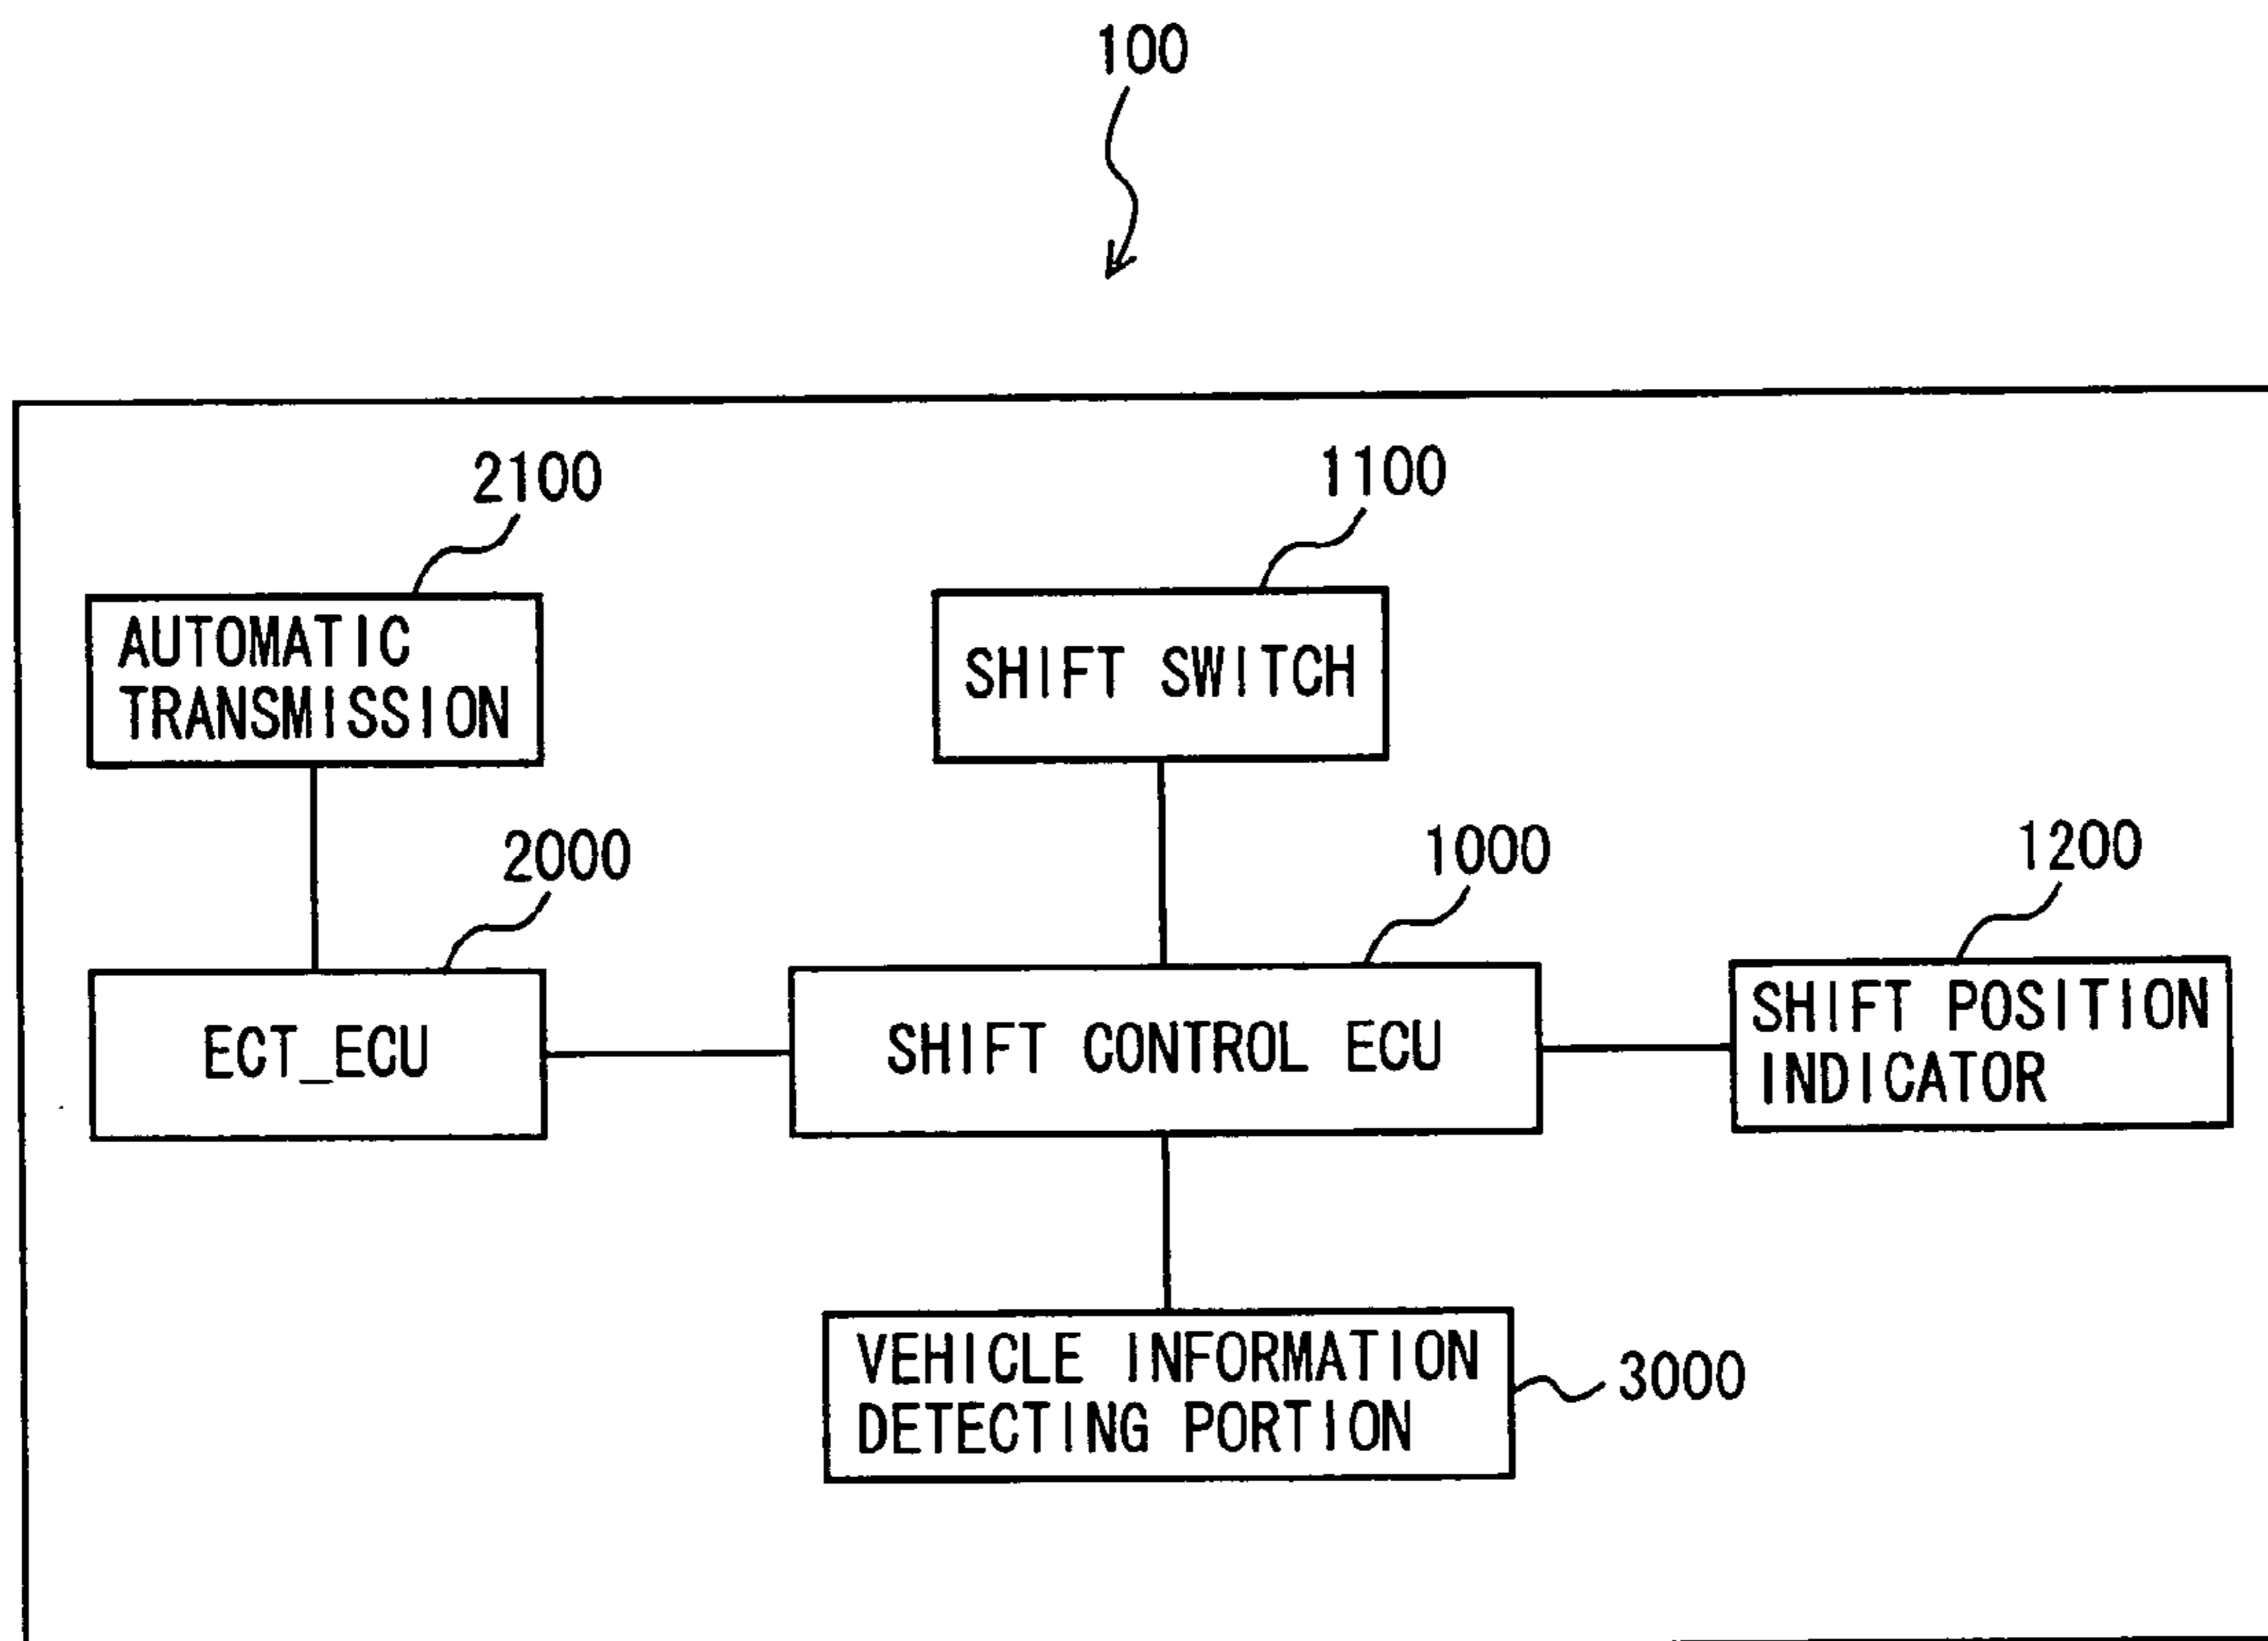 100
2100
1100
AUTOMATIC
TRANSMISSION
SHIFT SWITCH
2000
1000
1200
ECT_ECU
SHIFT CONTROL ECU
SHIFT POSITION
INDICATOR
VEHICLE INFORMATION
DETECTING PORTION
3000